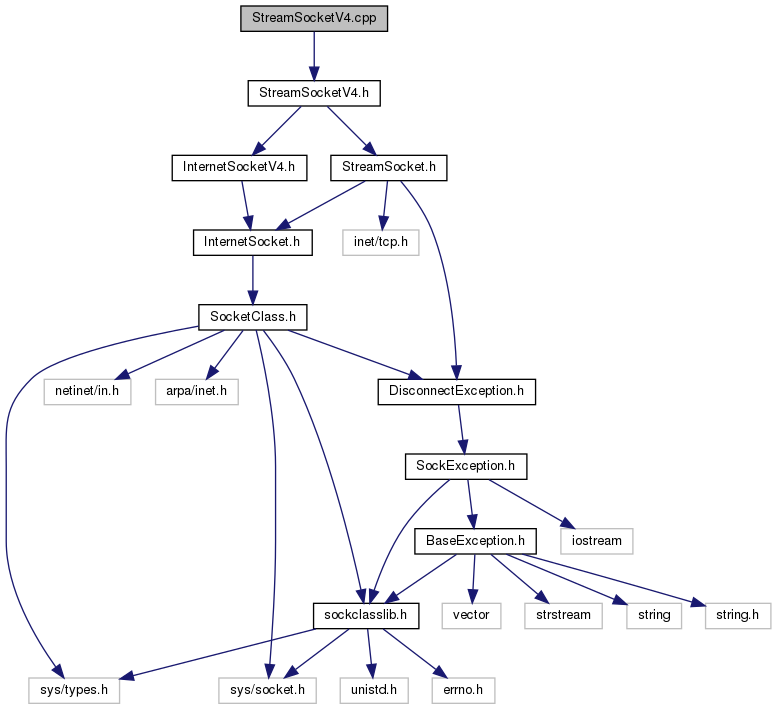 StreamSocketV4.cpp
StreamSocketV4.h
InternetSocketV4.h
StreamSocket.h
InternetSocket.h
inet/tcp.h
SocketClass.h
netinet/in.h
arpa/inet.h
DisconnectException.h
SockException.h
BaseException.h
iostream
sockclasslib.h
vector
strstream
string
string.h
sys/types.h
sys/socket.h
unistd.h
errno.h